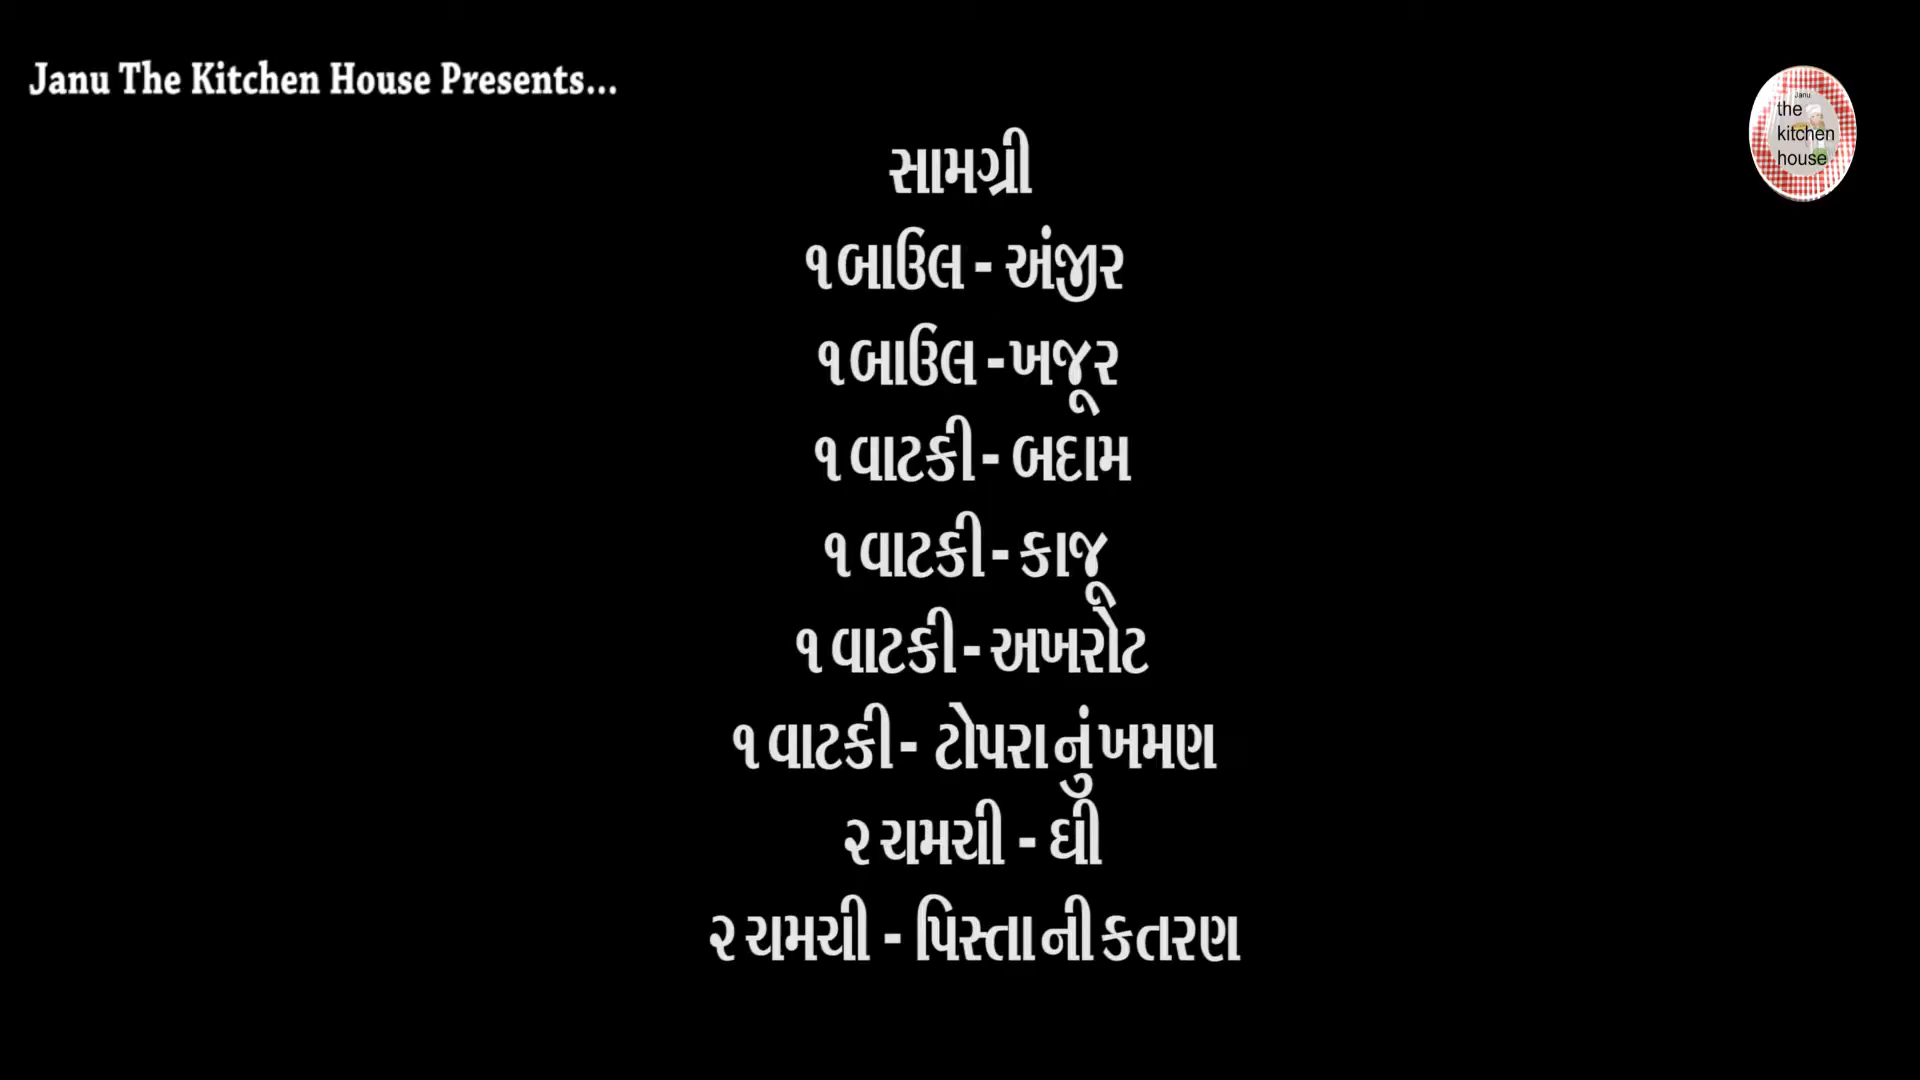 Janu The Kitchen House Presents...
Janu
the
kitchen
house
સામગ્રી
૧ બાઉલ - અંજીર
૧ બાઉલ - ખજૂર
૧ વાટકી - બદામ
૧ વાટકી - કાજૂ
૧ વાટકી - અખરોટ
૧ વાટકી - ટોપરા નું ખમણ
૨ ચમચી - ઘી
૨ ચમચી - પિસ્તા ની કતરણ